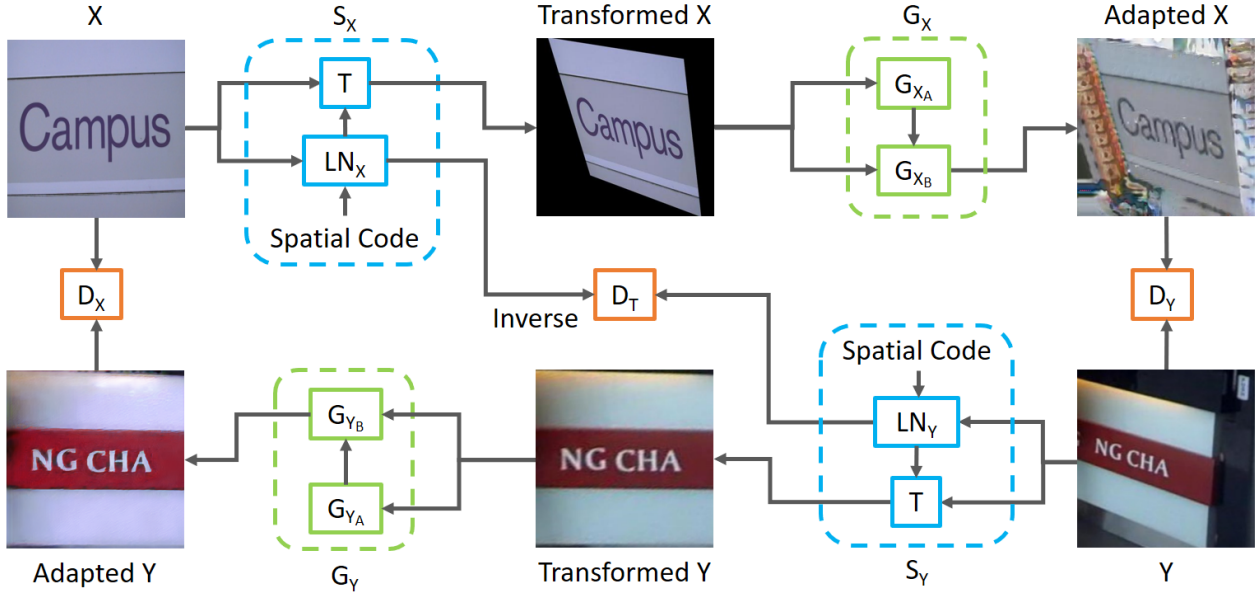 X
S_X
Transformed X
G_X
Adapted X
Campus
T
LN_X
Spatial Code
Campus
G_XA
G_XB
Campus
D_X
Inverse
D_T
D_Y
NG CHA
Adapted Y
G_YB
G_YA
G_Y
NG CHA
Transformed Y
Spatial Code
LN_Y
T
S_Y
NG CHA
Y